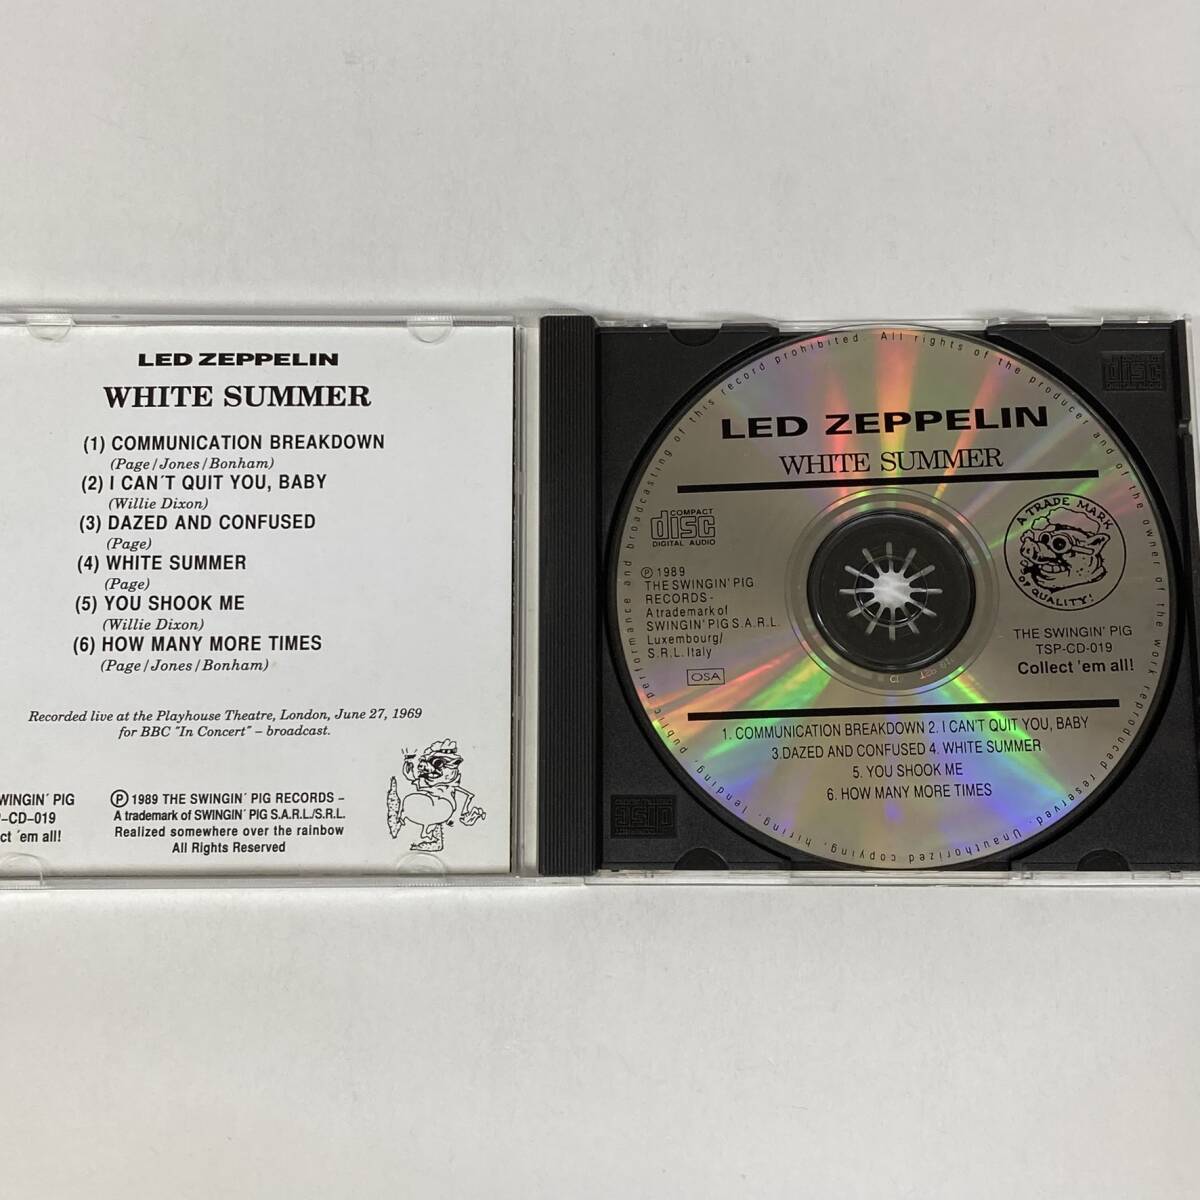 LED ZEPPELIN
WHITE SUMMER
(1) COMMUNICATION BREAKDOWN
(Page/Jones/Bonham)
(2) I CAN´T QUIT YOU, BABY
(Willie Dixon)
(3) DAZED AND CONFUSED
(Page)
(4) WHITE SUMMER
(Page)
(5) YOU SHOOK ME
(Willie Dixon)
(6) HOW MANY MORE TIMES
(Page/Jones/Bonham)
Recorded live at the Playhouse Theatre, London, June 27, 1969
for BBC "In Concert" – broadcast.
WINGIN´ PIG
P–CD–019
ct ´em all!
Ⓟ 1989 THE SWINGIN´ PIG RECORDS –
A trademark of SWINGIN´ PIG S.A.R.L./S.R.L.
Realized somewhere over the rainbow
All Rights Reserved
LED ZEPPELIN
WHITE SUMMER
COMPACT
disc
DIGITAL AUDIO
Ⓟ 1989
THE SWINGIN' PIG
RECORDS -
A trademark of
SWINGIN' PIG S.A.R.L.
Luxembourg/
S.R.L. Italy
OSA
A TRADE MARK
OF QUALITY!
THE SWINGIN' PIG
TSP-CD-019
Collect 'em all!
1. COMMUNICATION BREAKDOWN 2. I CAN'T QUIT YOU, BABY
3.DAZED AND CONFUSED 4. WHITE SUMMER
5. YOU SHOOK ME
6. HOW MANY MORE TIMES
All rights of the producer and of the owner of the work reproduced reserved. Unauthorized copying, hiring, lending, public performance and broadcasting of this record prohibited.
disc
disc